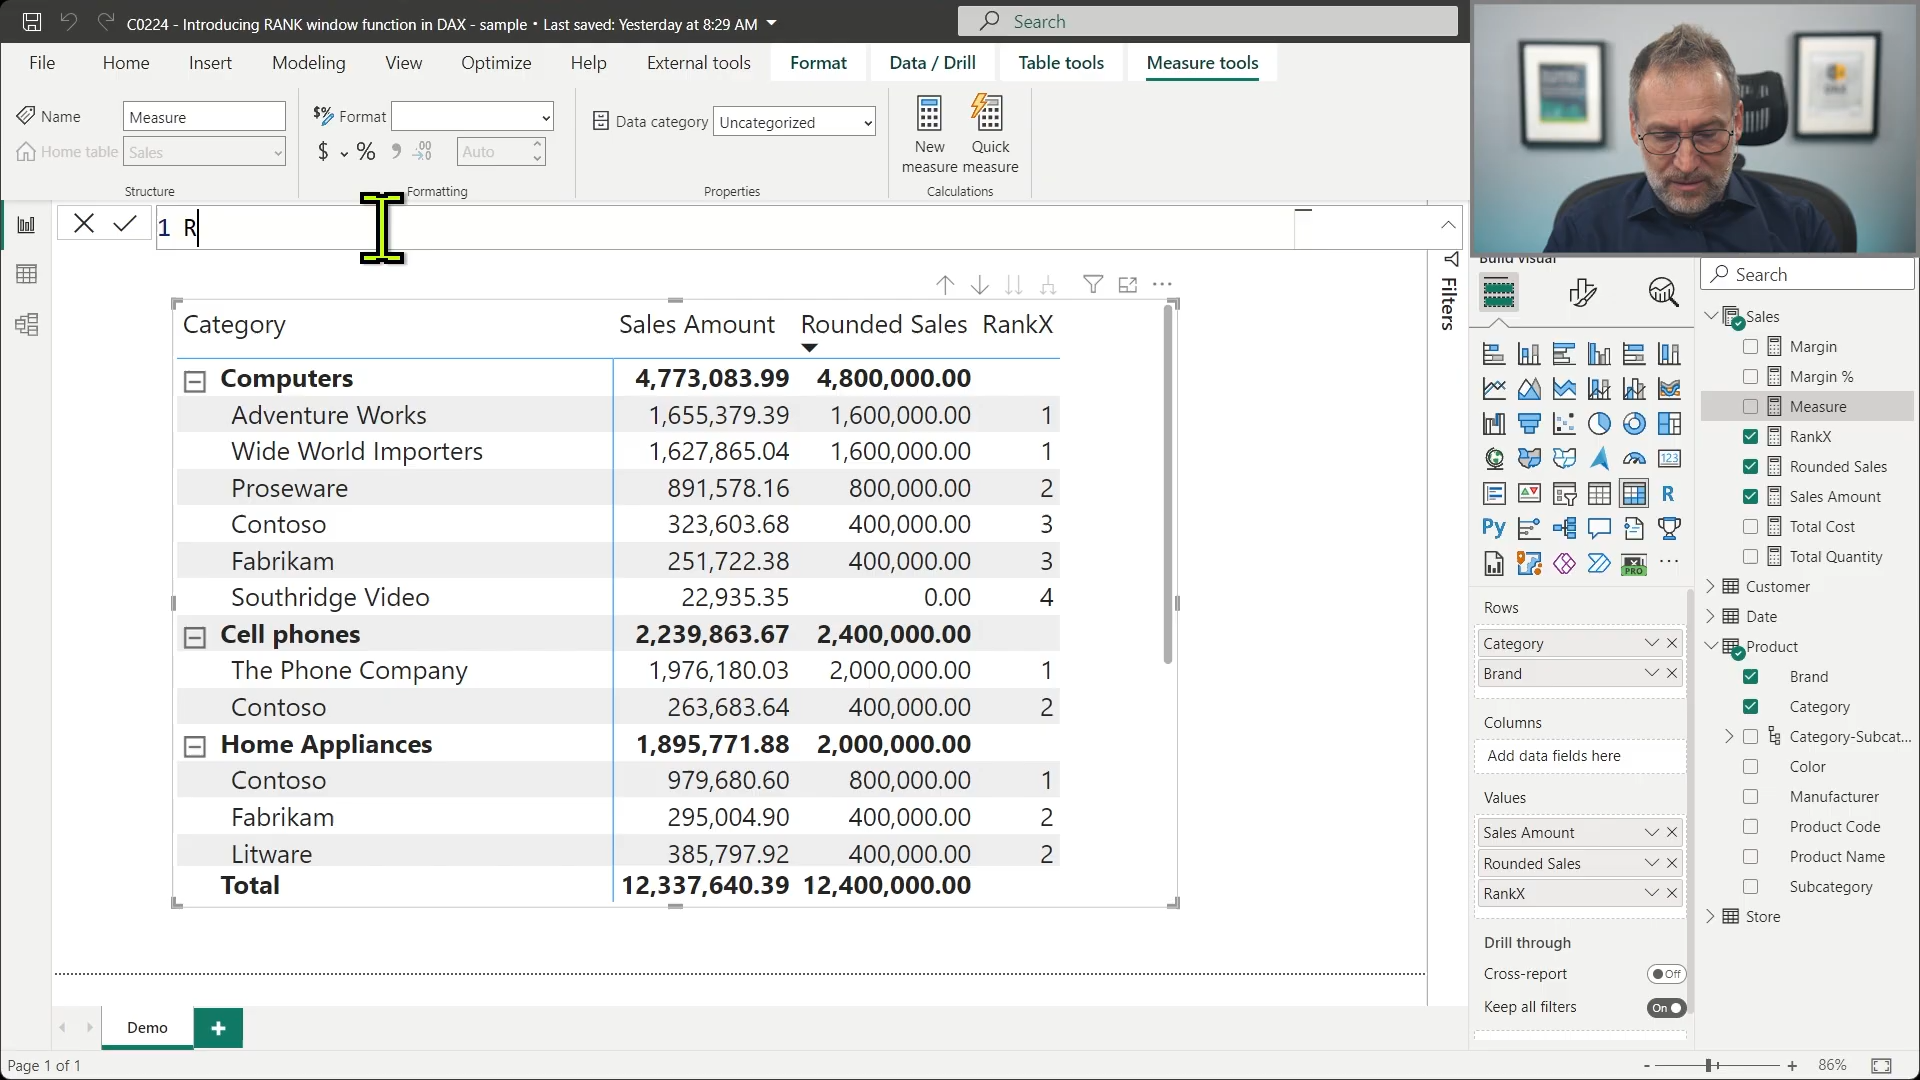 C0224 - Introducing RANK window function in DAX - sample • Last saved: Yesterday at 8:29 AM
Search
File Home Insert Modeling View Optimize Help External tools Format Data / Drill Table tools Measure tools
Name Measure
Home table Sales
Structure
Format
$ % Auto
Formatting
Data category Uncategorized
Properties
New measure
Quick measure
Calculations
1 R
Filters
Category Sales Amount Rounded Sales RankX
Computers 4,773,083.99 4,800,000.00
Adventure Works 1,655,379.39 1,600,000.00 1
Wide World Importers 1,627,865.04 1,600,000.00 1
Proseware 891,578.16 800,000.00 2
Contoso 323,603.68 400,000.00 3
Fabrikam 251,722.38 400,000.00 3
Southridge Video 22,935.35 0.00 4
Cell phones 2,239,863.67 2,400,000.00
The Phone Company 1,976,180.03 2,000,000.00 1
Contoso 263,683.64 400,000.00 2
Home Appliances 1,895,771.88 2,000,000.00
Contoso 979,680.60 800,000.00 1
Fabrikam 295,004.90 400,000.00 2
Litware 385,797.92 400,000.00 2
Total 12,337,640.39 12,400,000.00
Build visual
123
R
Py
PRO
Rows
Category
Brand
Columns
Add data fields here
Values
Sales Amount
Rounded Sales
RankX
Drill through
Cross-report Off
Keep all filters On
Search
Sales
Margin
Margin %
Measure
RankX
Rounded Sales
Sales Amount
Total Cost
Total Quantity
Customer
Date
Product
Brand
Category
Category-Subcat...
Color
Manufacturer
Product Code
Product Name
Subcategory
Store
Demo
Page 1 of 1
- + 86%